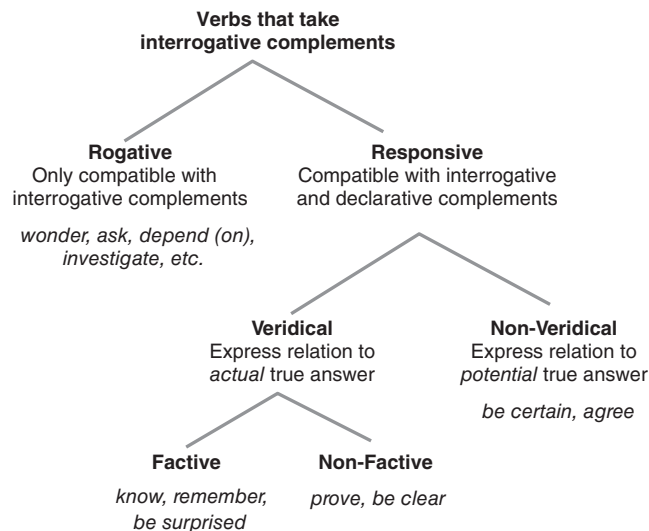 Verbs that take
interrogative complements
Rogative
Only compatible with
interrogative complements
wonder, ask, depend (on),
investigate, etc.
Responsive
Compatible with interrogative
and declarative complements
Veridical
Express relation to
actual true answer
Non-Veridical
Express relation to
potential true answer
be certain, agree
Factive
know, remember,
be surprised
Non-Factive
prove, be clear